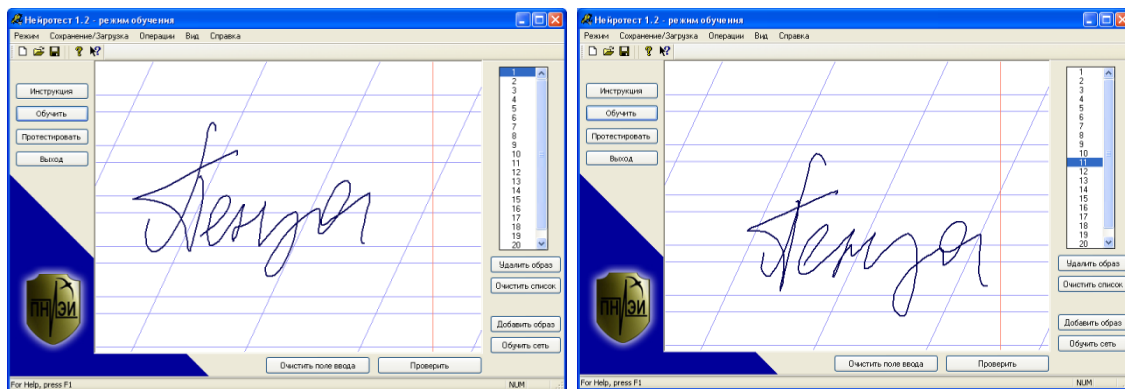 Нейротест 1.2 - режим обучения
Режим Сохранение/Загрузка Операции Вид Справка
Инструкция
Обучить
Протестировать
Выход
Пенза
1
2
3
4
5
6
7
8
9
10
11
12
13
14
15
16
17
18
19
20
Удалить образ
Очистить список
Добавить образ
Обучить сеть
ПНИЭИ
Очистить поле ввода Проверить
For Help, press F1 NUM
Нейротест 1.2 - режим обучения
Режим Сохранение/Загрузка Операции Вид Справка
Инструкция
Обучить
Протестировать
Выход
Пенза
1
2
3
4
5
6
7
8
9
10
11
12
13
14
15
16
17
18
19
20
Удалить образ
Очистить список
Добавить образ
Обучить сеть
ПНИЭИ
Очистить поле ввода Проверить
For Help, press F1 NUM